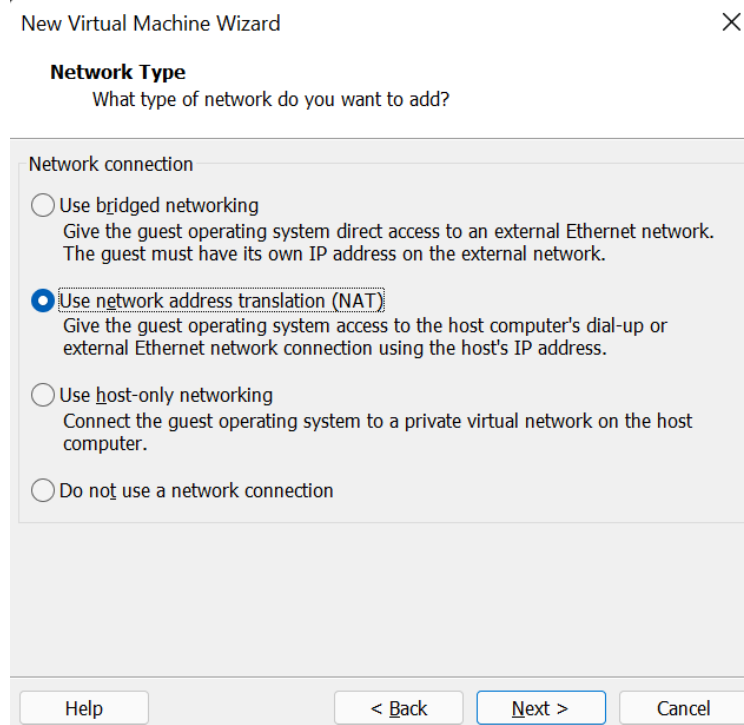 New Virtual Machine Wizard
Network Type
What type of network do you want to add?
Network connection
Use bridged networking
Give the guest operating system direct access to an external Ethernet network.
The guest must have its own IP address on the external network.
Use network address translation (NAT)
Give the guest operating system access to the host computer's dial-up or
external Ethernet network connection using the host's IP address.
Use host-only networking
Connect the guest operating system to a private virtual network on the host
computer.
Do not use a network connection
Help
< Back
Next >
Cancel